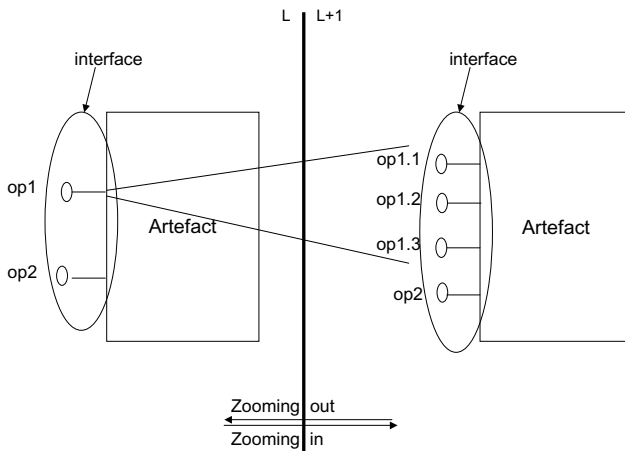 L L+1
interface
interface
op1
op2
Artefact
op1.1
op1.2
op1.3
op2
Artefact
Zooming out
Zooming in